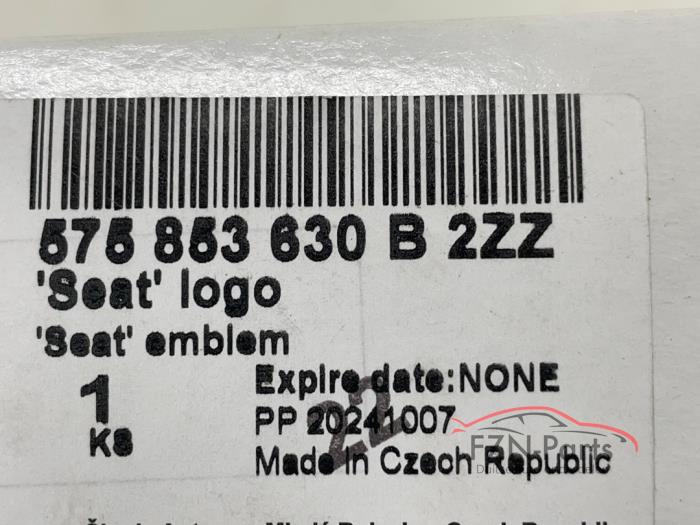 575 853 630 B 2ZZ
'Seat' logo
'Seat' emblem
1
KS
Expire date:NONE
PP 20241007
22
Made in Czech Republic
FZN-Parts